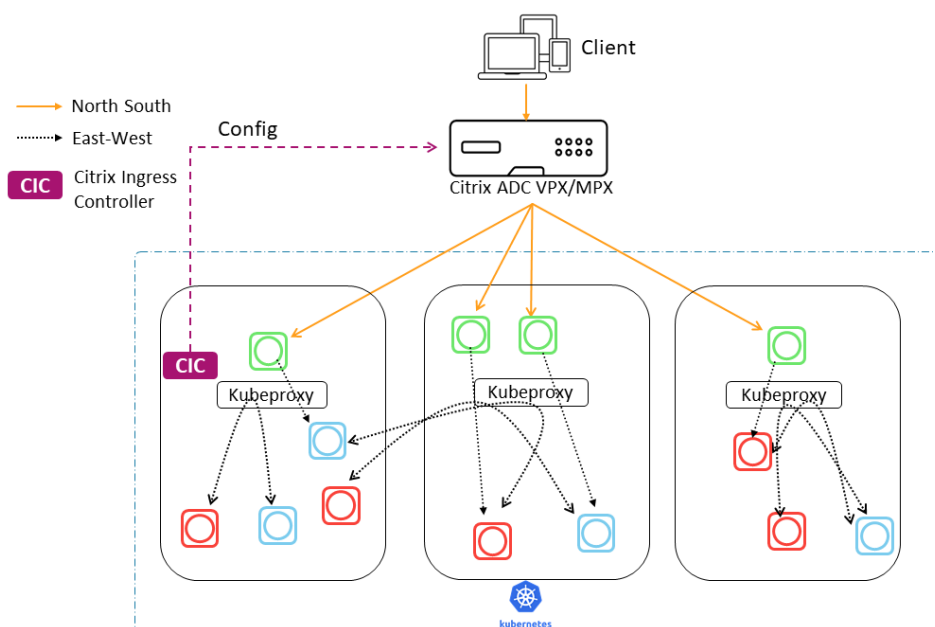 Client
North South
East-West
Config
CIC
Citrix Ingress
Controller
Citrix ADC VPX/MPX
CIC
Kubeproxy
Kubeproxy
Kubeproxy
kubernetes